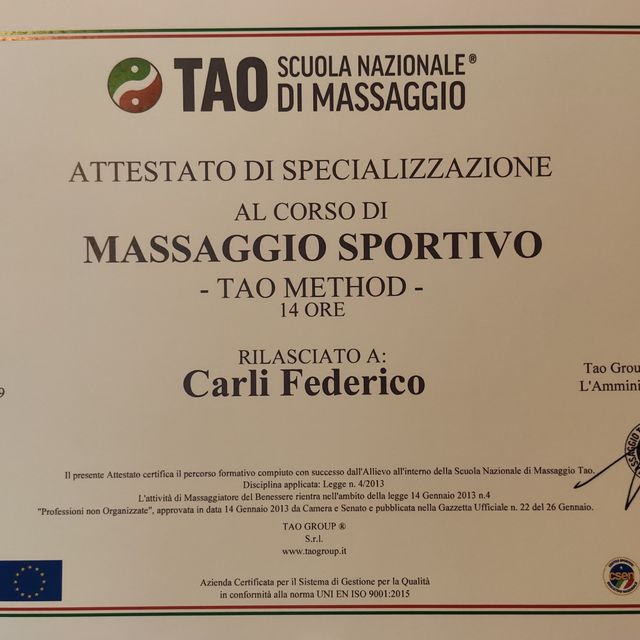 TAO SCUOLA NAZIONALE®
DI MASSAGGIO
ATTESTATO DI SPECIALIZZAZIONE
AL CORSO DI
MASSAGGIO SPORTIVO
- TAO METHOD -
14 ORE
RILASCIATO A:
Carli Federico
9
Tao Grou
L'Ammini
Il presente Attestato certifica il percorso formativo compiuto con successo dall'Allievo all'interno della Scuola Nazionale di Massaggio Tao.
Disciplina applicata: Legge n. 4/2013
L'attività di Massaggiatore del Benessere rientra nell'ambito della legge 14 Gennaio 2013 n.4
"Professioni non Organizzate", approvata in data 14 Gennaio 2013 da Camera e Senato e pubblicata nella Gazzetta Ufficiale n. 22 del 26 Gennaio.
TAO GROUP ®
S.r.l.
www.taogroup.it
csen
Azienda Certificata per il Sistema di Gestione per la Qualità
in conformità alla norma UNI EN ISO 9001:2015